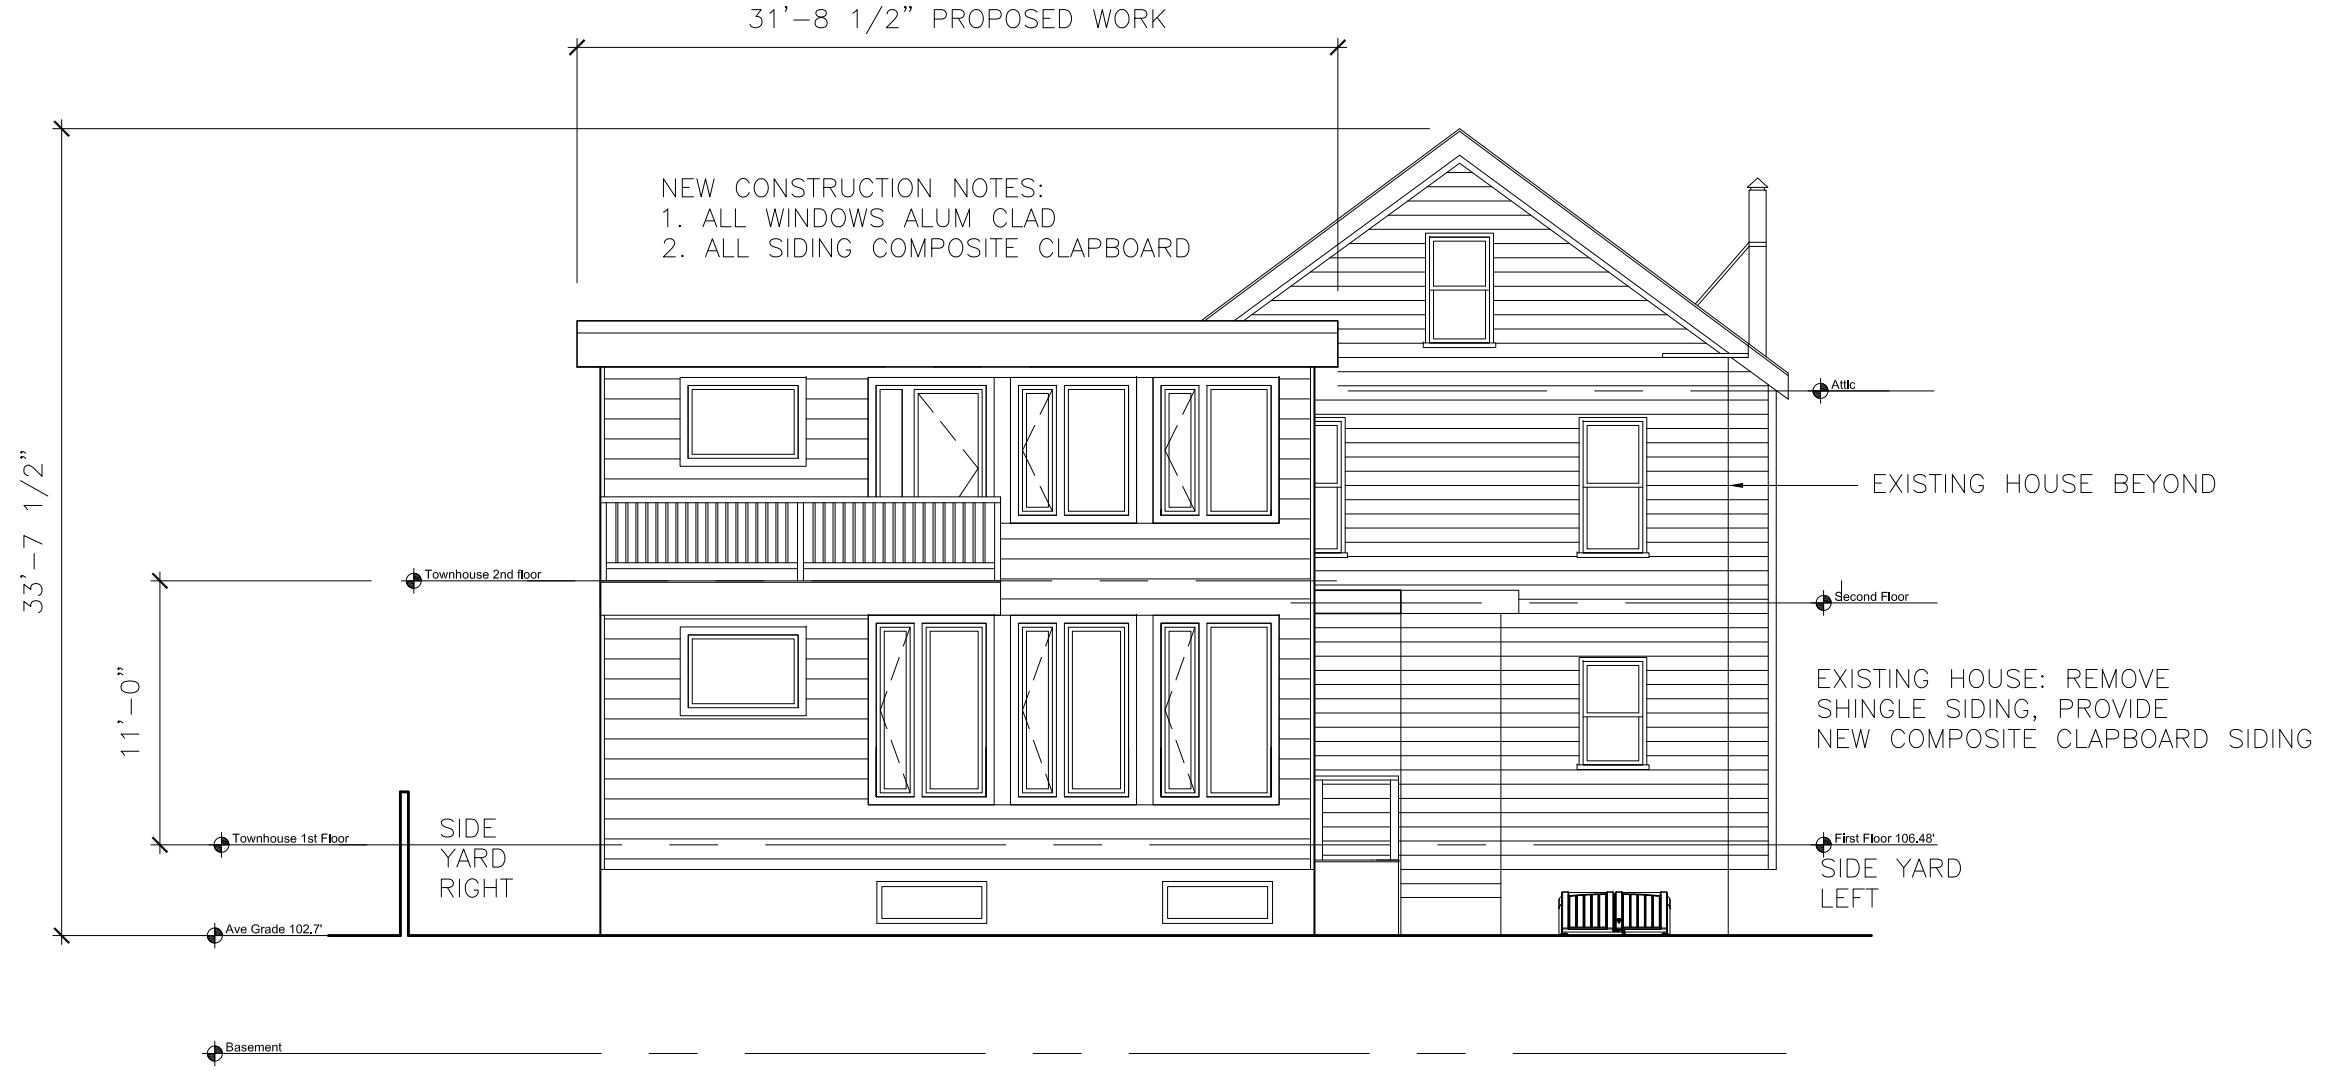 31'-8 1/2" PROPOSED WORK
NEW CONSTRUCTION NOTES:
1. ALL WINDOWS ALUM CLAD
2. ALL SIDING COMPOSITE CLAPBOARD
Attic
33'-7 1/2"
EXISTING HOUSE BEYOND
Townhouse 2nd floor
Second Floor
11'-0"
EXISTING HOUSE: REMOVE
SHINGLE SIDING, PROVIDE
NEW COMPOSITE CLAPBOARD SIDING
Townhouse 1st Floor
SIDE
YARD
RIGHT
First Floor 106.48'
SIDE YARD
LEFT
Ave Grade 102.7'
Basement